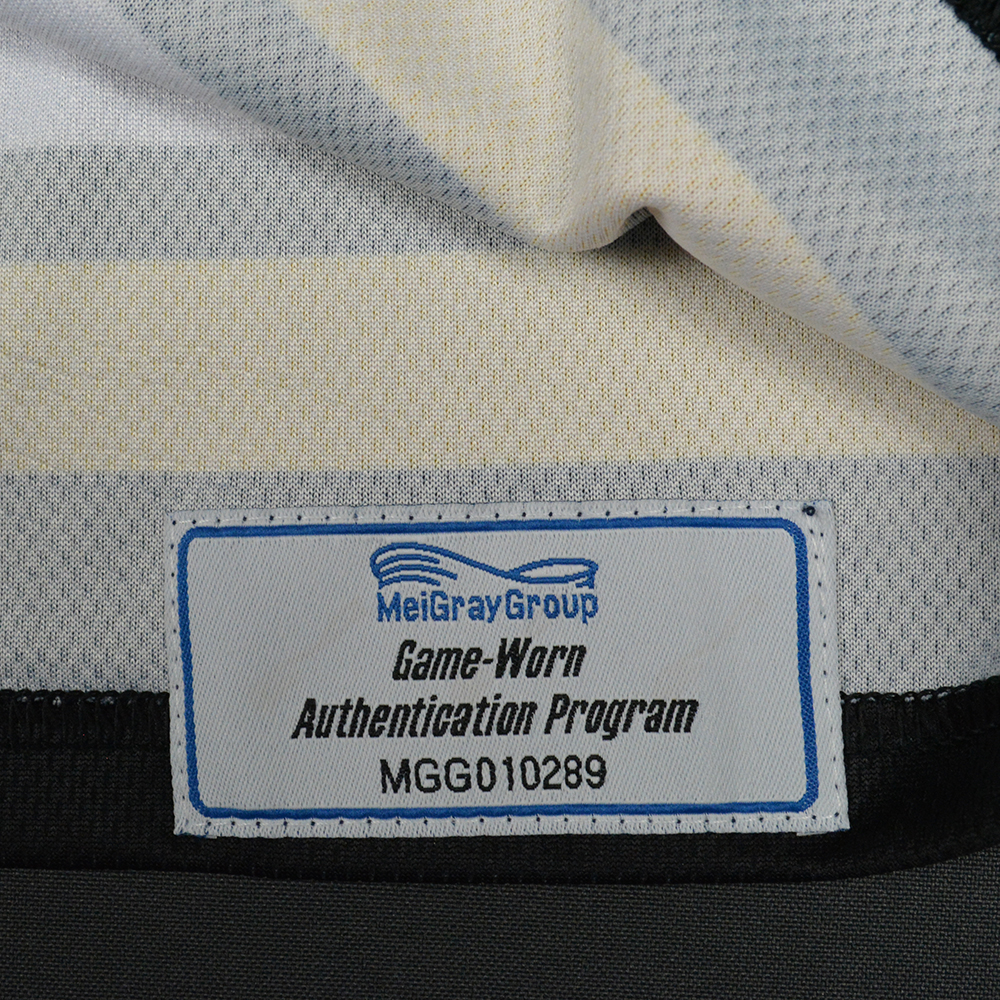 MeiGrayGroup
Game-Worn
Authentication Program
MGG010289